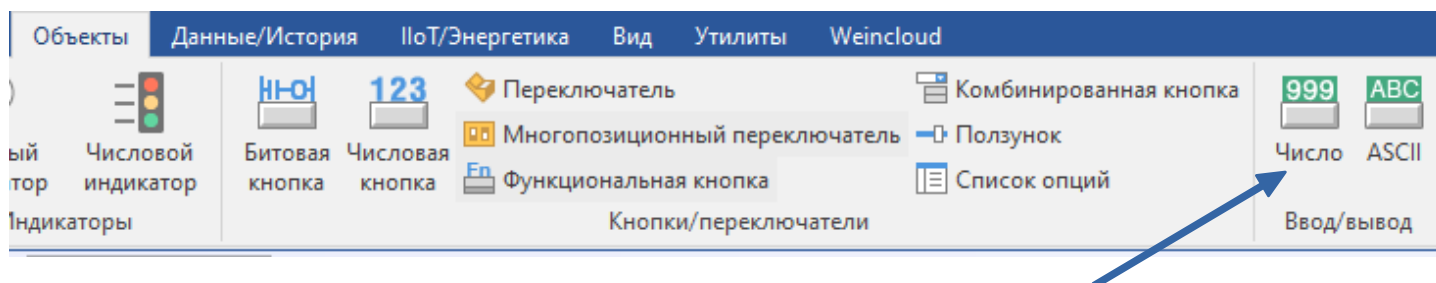 Объекты Данные/История IIoT/Энергетика Вид Утилиты Weincloud
123 Переключатель Комбинированная кнопка 999 ABC
Многопозиционный переключатель Ползунок
Числовой индикатор Битовая кнопка Числовая кнопка Число ASCII
Fn Функциональная кнопка Список опций
Кнопки/переключатели Ввод/вывод